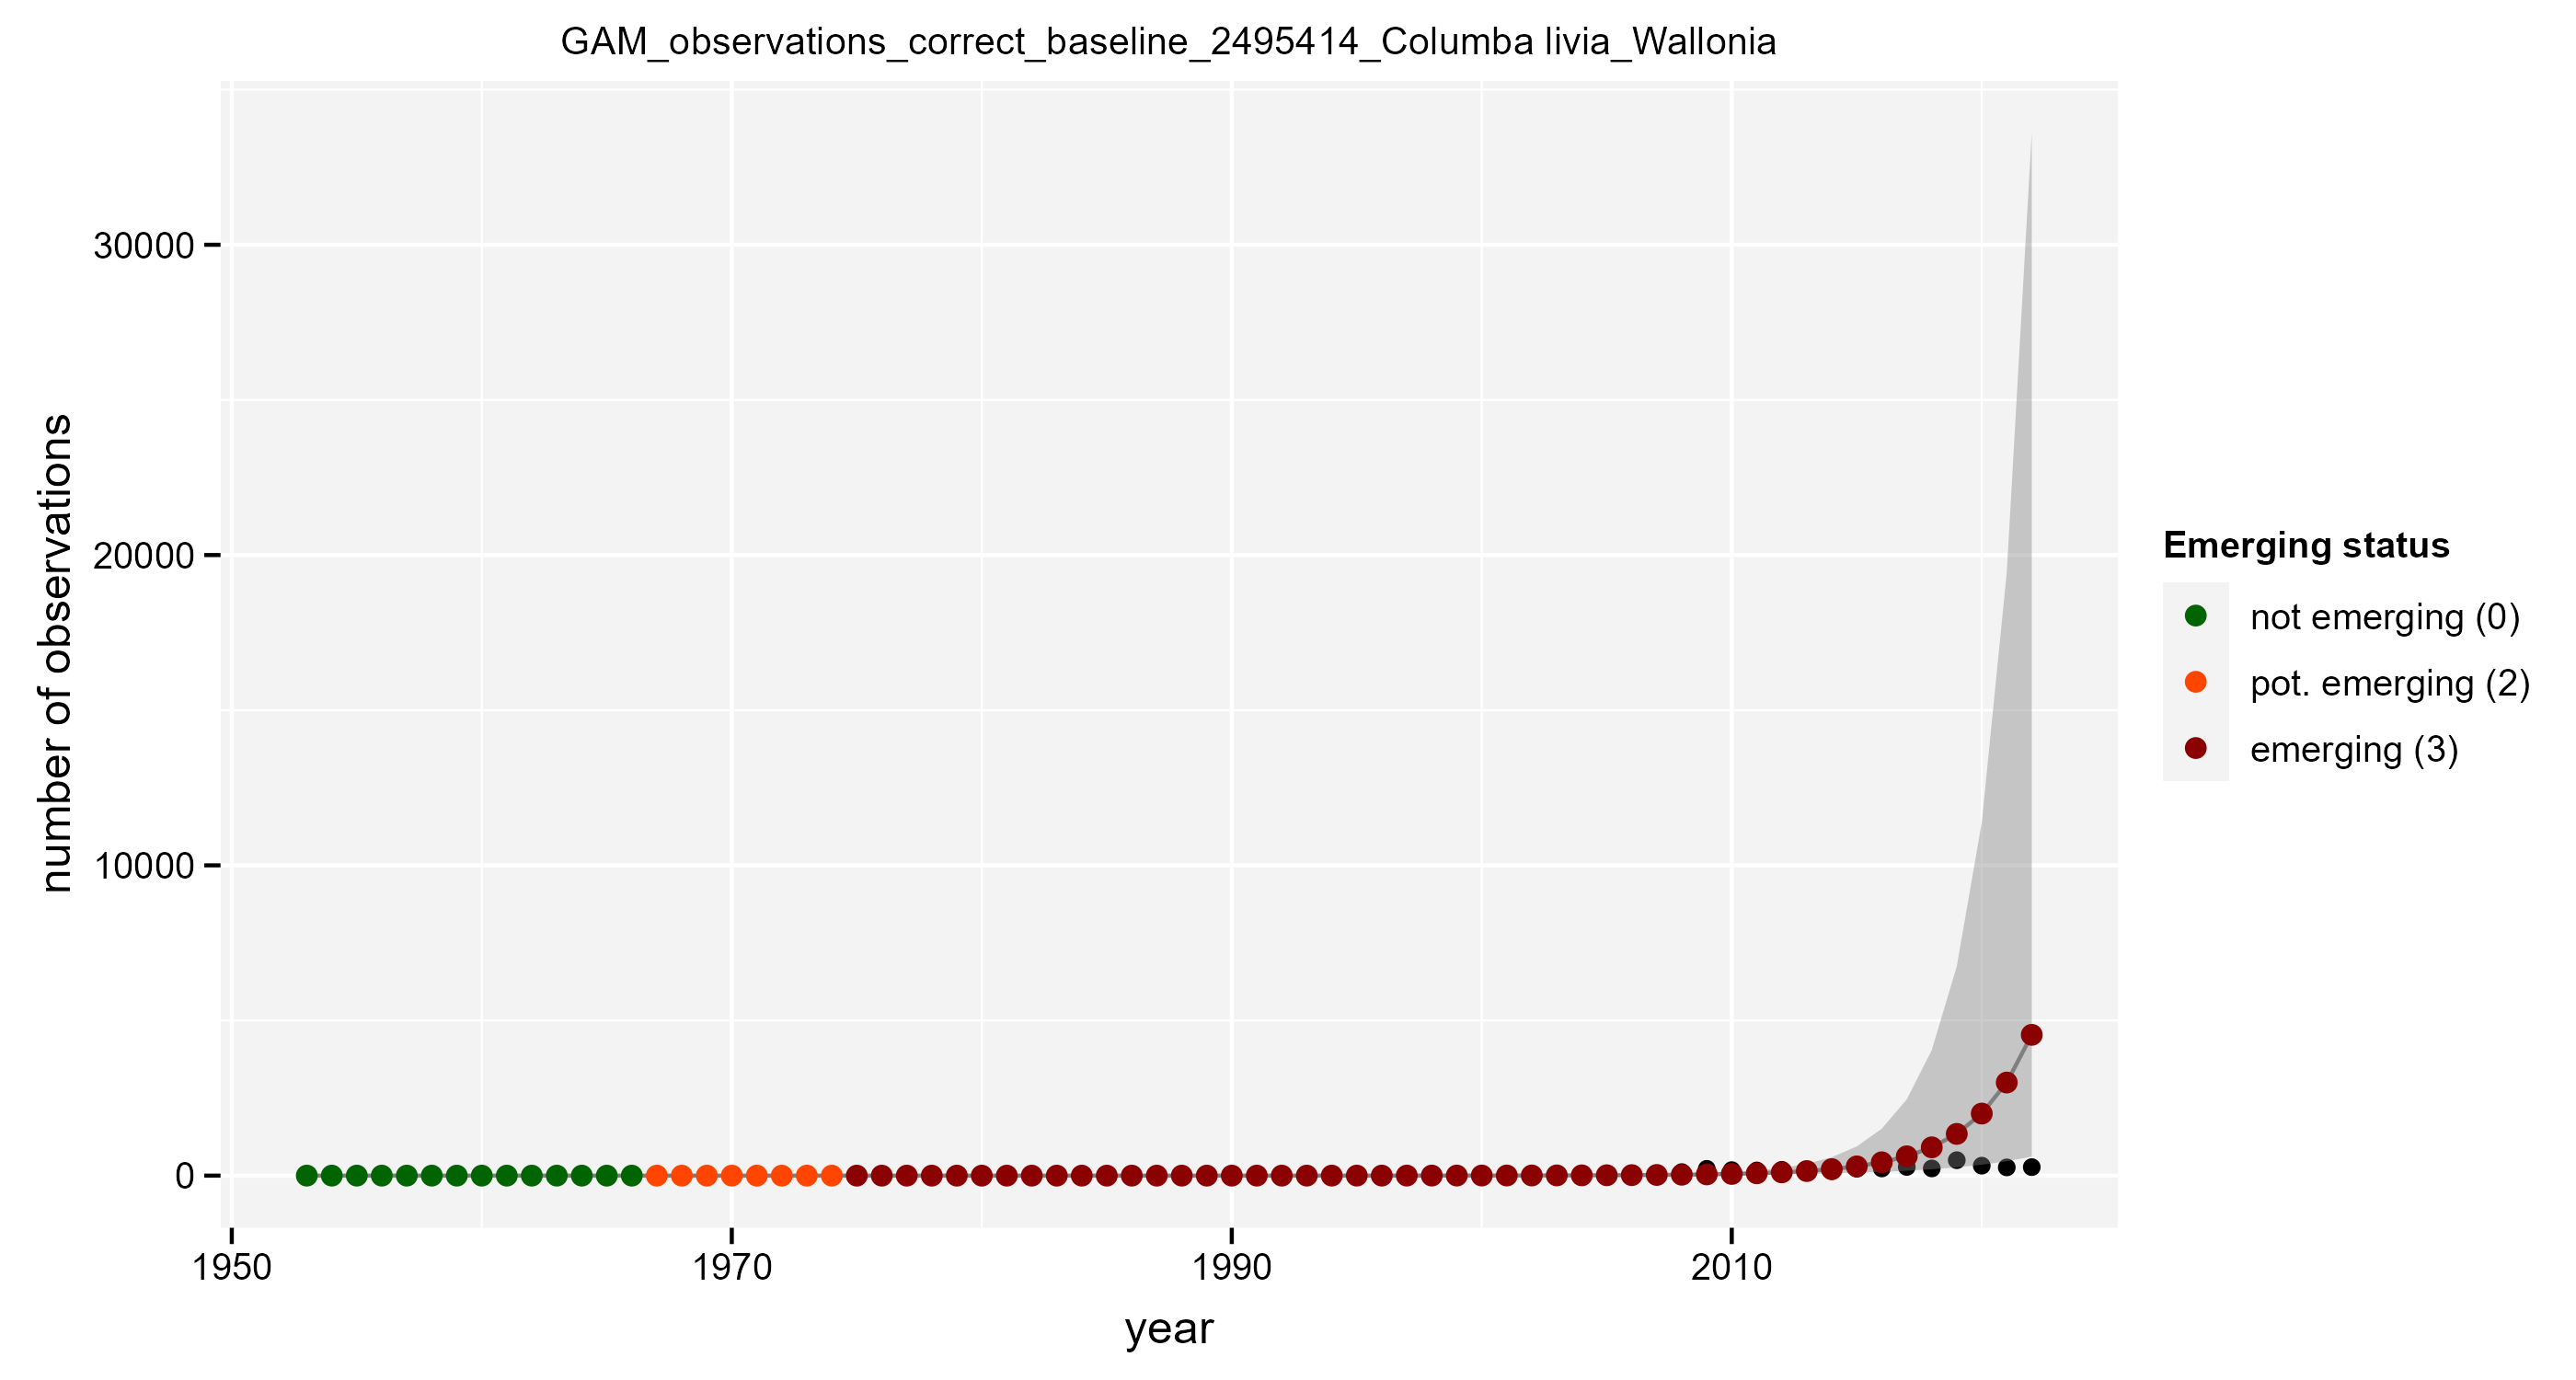 GAM_observations_correct_baseline_2495414_Columba livia_Wallonia
number of observations
30000
20000
10000
0
1950 1970 1990 2010
year
Emerging status
not emerging (0)
pot. emerging (2)
emerging (3)